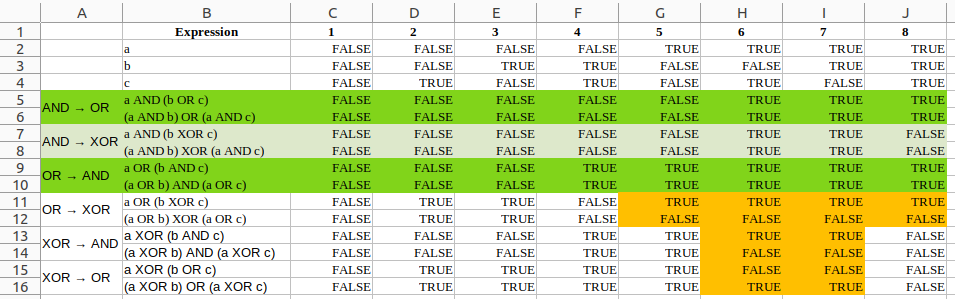 A B C D E F G H I J
1 Expression 1 2 3 4 5 6 7 8
2 a FALSE FALSE FALSE FALSE TRUE TRUE TRUE TRUE
3 b FALSE FALSE TRUE TRUE FALSE FALSE TRUE TRUE
4 c FALSE TRUE FALSE TRUE FALSE TRUE FALSE TRUE
AND → OR
5 a AND (b OR c) FALSE FALSE FALSE FALSE FALSE TRUE TRUE TRUE
6 (a AND b) OR (a AND c) FALSE FALSE FALSE FALSE FALSE TRUE TRUE TRUE
AND → XOR
7 a AND (b XOR c) FALSE FALSE FALSE FALSE FALSE TRUE TRUE FALSE
8 (a AND b) XOR (a AND c) FALSE FALSE FALSE FALSE FALSE TRUE TRUE FALSE
OR → AND
9 a OR (b AND c) FALSE FALSE FALSE TRUE TRUE TRUE TRUE TRUE
10 (a OR b) AND (a OR c) FALSE FALSE FALSE TRUE TRUE TRUE TRUE TRUE
OR → XOR
11 a OR (b XOR c) FALSE TRUE TRUE FALSE TRUE TRUE TRUE TRUE
12 (a OR b) XOR (a OR c) FALSE TRUE TRUE FALSE FALSE FALSE FALSE FALSE
XOR → AND
13 a XOR (b AND c) FALSE FALSE FALSE TRUE TRUE TRUE TRUE FALSE
14 (a XOR b) AND (a XOR c) FALSE FALSE FALSE TRUE TRUE FALSE FALSE FALSE
XOR → OR
15 a XOR (b OR c) FALSE TRUE TRUE TRUE TRUE FALSE FALSE FALSE
16 (a XOR b) OR (a XOR c) FALSE TRUE TRUE TRUE TRUE TRUE TRUE FALSE